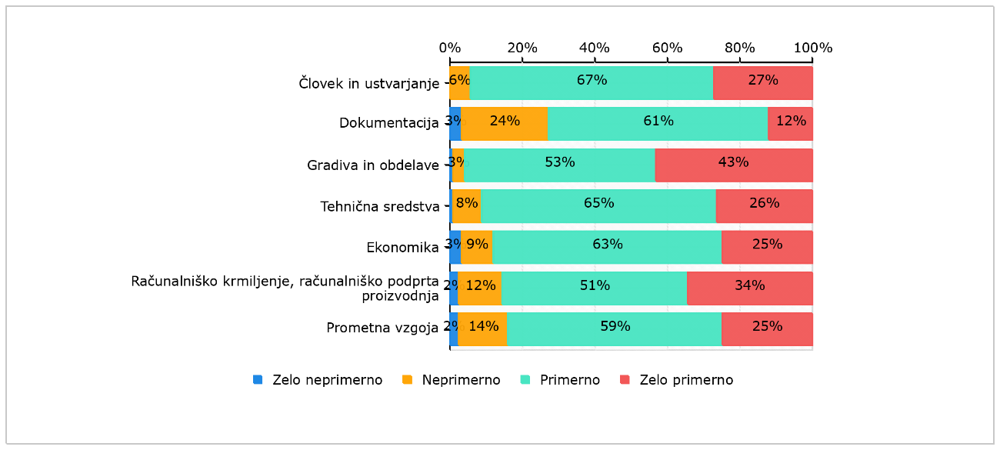 0% 20% 40% 60% 80% 100%
Človek in ustvarjanje 6% 67% 27%
Dokumentacija 3% 24% 61% 12%
Gradiva in obdelave 3% 53% 43%
Tehnična sredstva 8% 65% 26%
Ekonomika 3% 9% 63% 25%
Računalniško krmiljenje, računalniško podprta
proizvodnja 2% 12% 51% 34%
Prometna vzgoja 2% 14% 59% 25%
Zelo neprimerno Neprimerno Primerno Zelo primerno